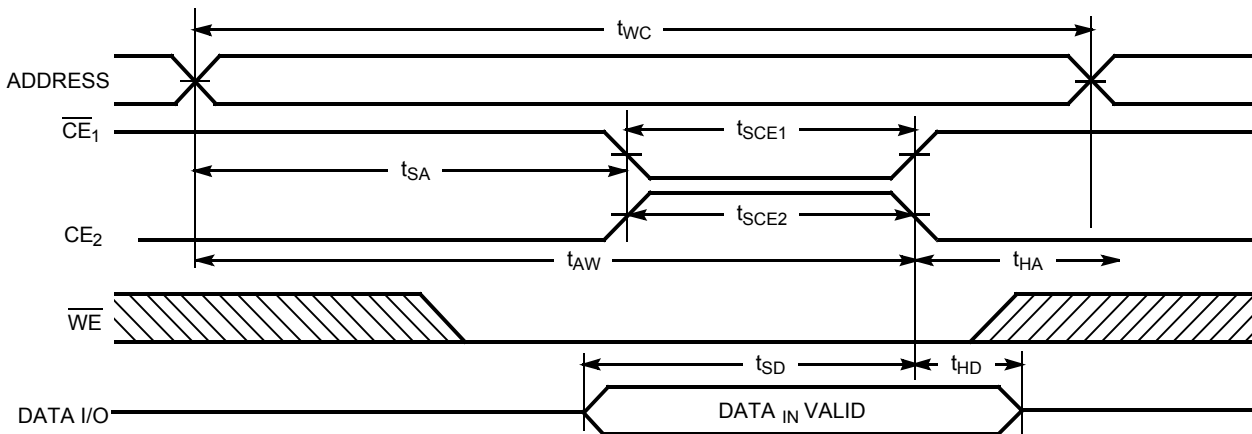 tWC
ADDRESS
CE1
tSCE1
tSA
tSCE2
CE2
tAW
tHA
WE
tSD
tHD
DATA I/O
DATA IN VALID